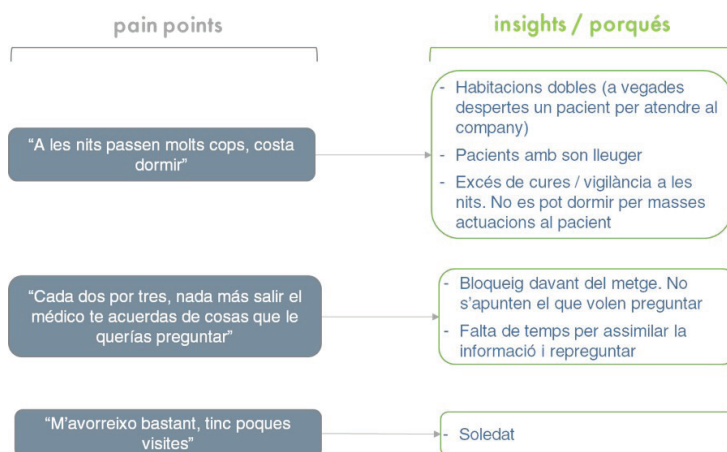 pain points
insights / porqués
“A les nits passen molts cops, costa
dormir”
- Habitacions dobles (a vegades
despertes un pacient per atendre al
company)
- Pacients amb son lleuger
- Excés de cures / vigilància a les
nits. No es pot dormir per masses
actuacions al pacient
“Cada dos por tres, nada más salir el
médico te acuerdas de cosas que le
querías preguntar”
- Bloqueig davant del metge. No
s’apunten el que volen preguntar
- Falta de temps per assimilar la
informació i repreguntar
“M’avorreixo bastant, tinc poques
visites”
- Soledat